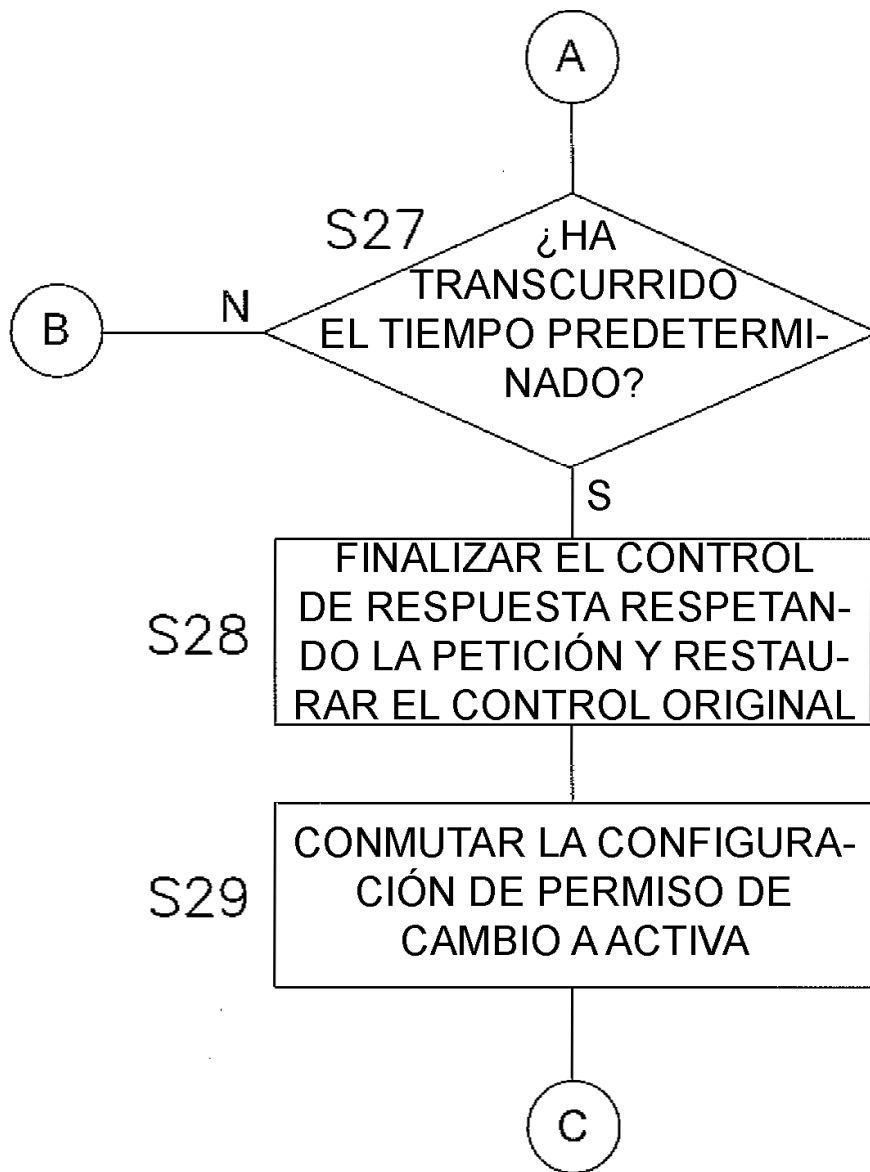 A
S27
¿HA
TRANSCURRIDO
EL TIEMPO PREDETERMI-
NADO?
N
B
S
S28
FINALIZAR EL CONTROL
DE RESPUESTA RESPETAN-
DO LA PETICIÓN Y RESTAU-
RAR EL CONTROL ORIGINAL
S29
CONMUTAR LA CONFIGURA-
CIÓN DE PERMISO DE
CAMBIO A ACTIVA
C